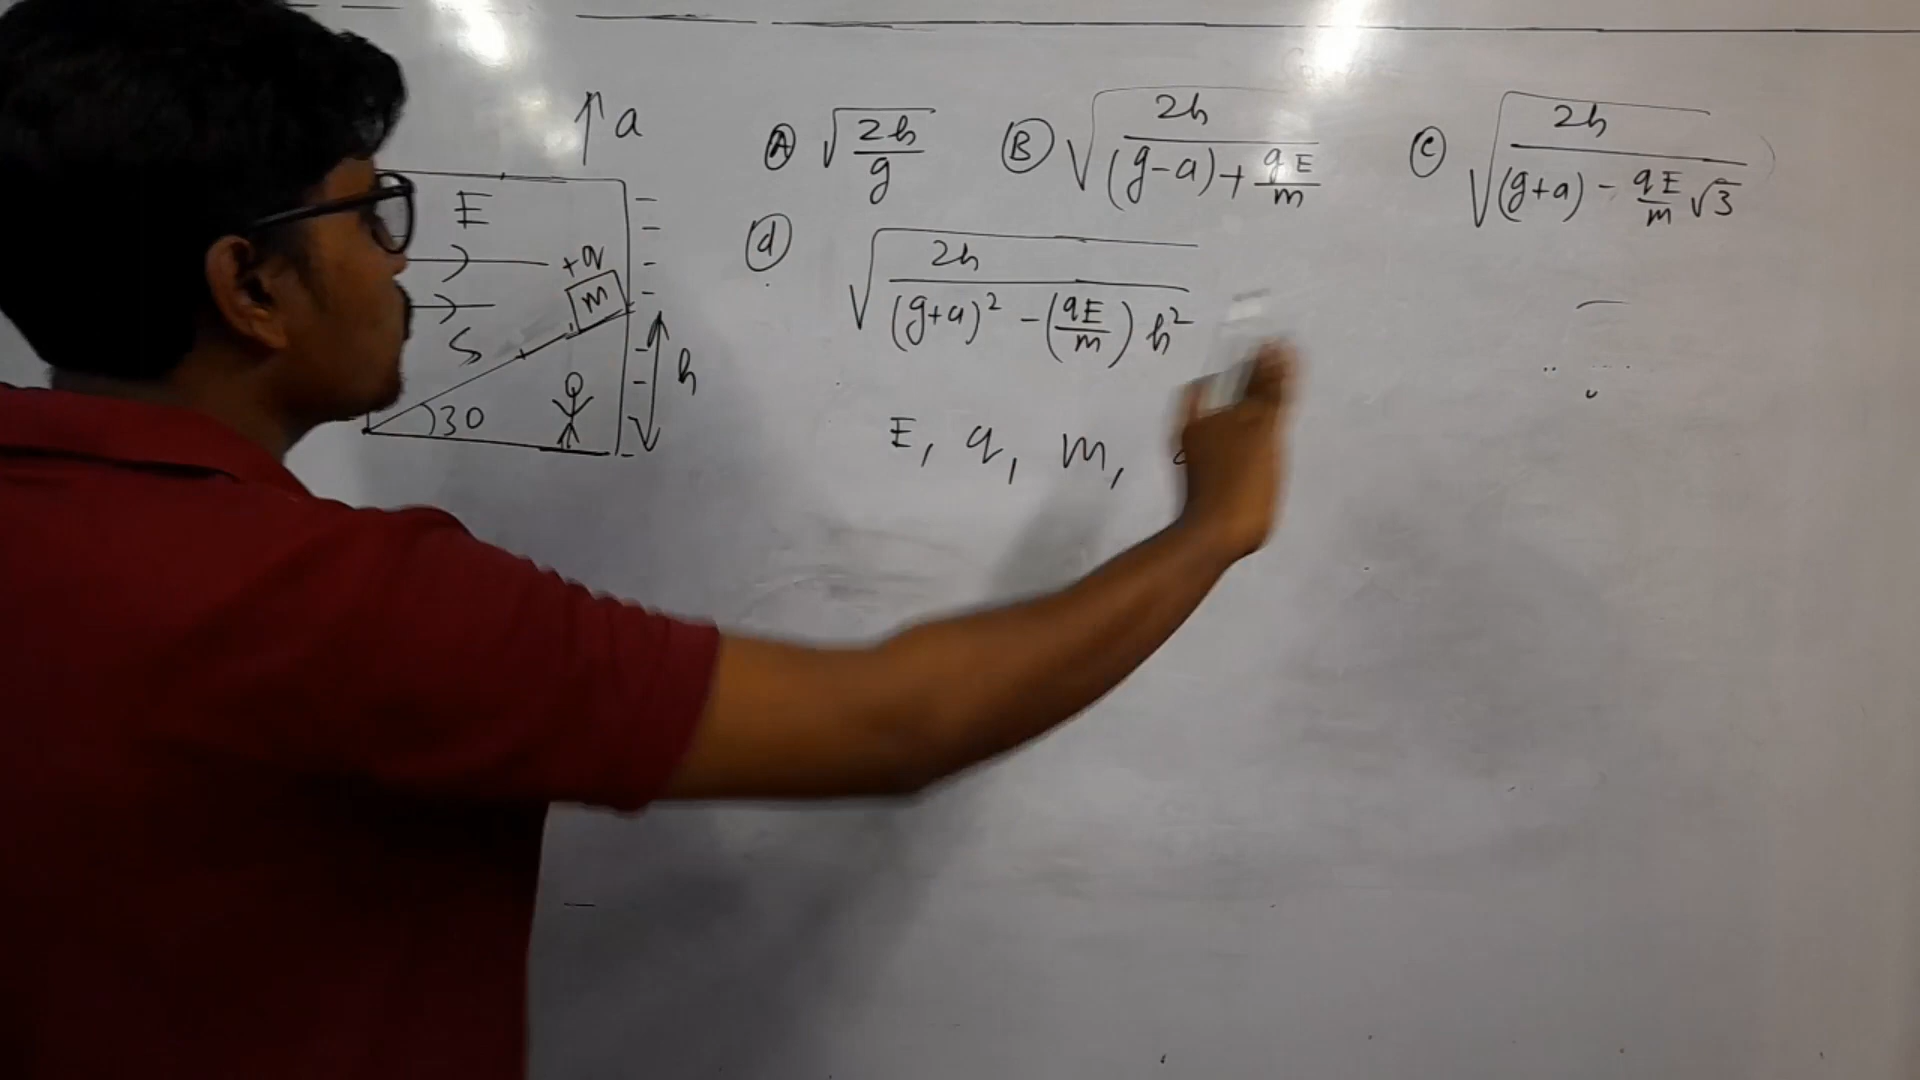 a
E
+q
m
S
30
h
(A) √(2h/g) (B) √(2h/((g-a)+qE/m)) (C) √(2h/((g+a)-(qE/m)√3))
(d) √(2h/((g+a)²-(qE/m)h²))
E, q, m,